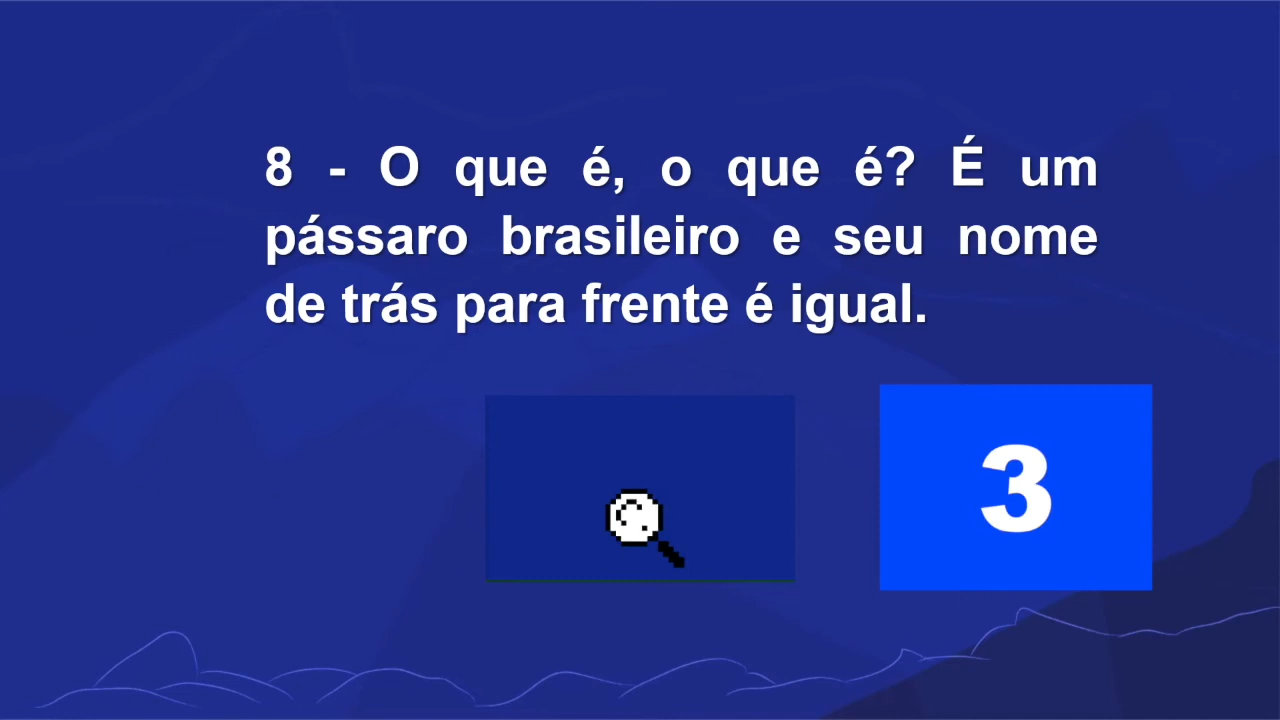 8 - O que é, o que é? É um
pássaro brasileiro e seu nome
de trás para frente é igual.
3